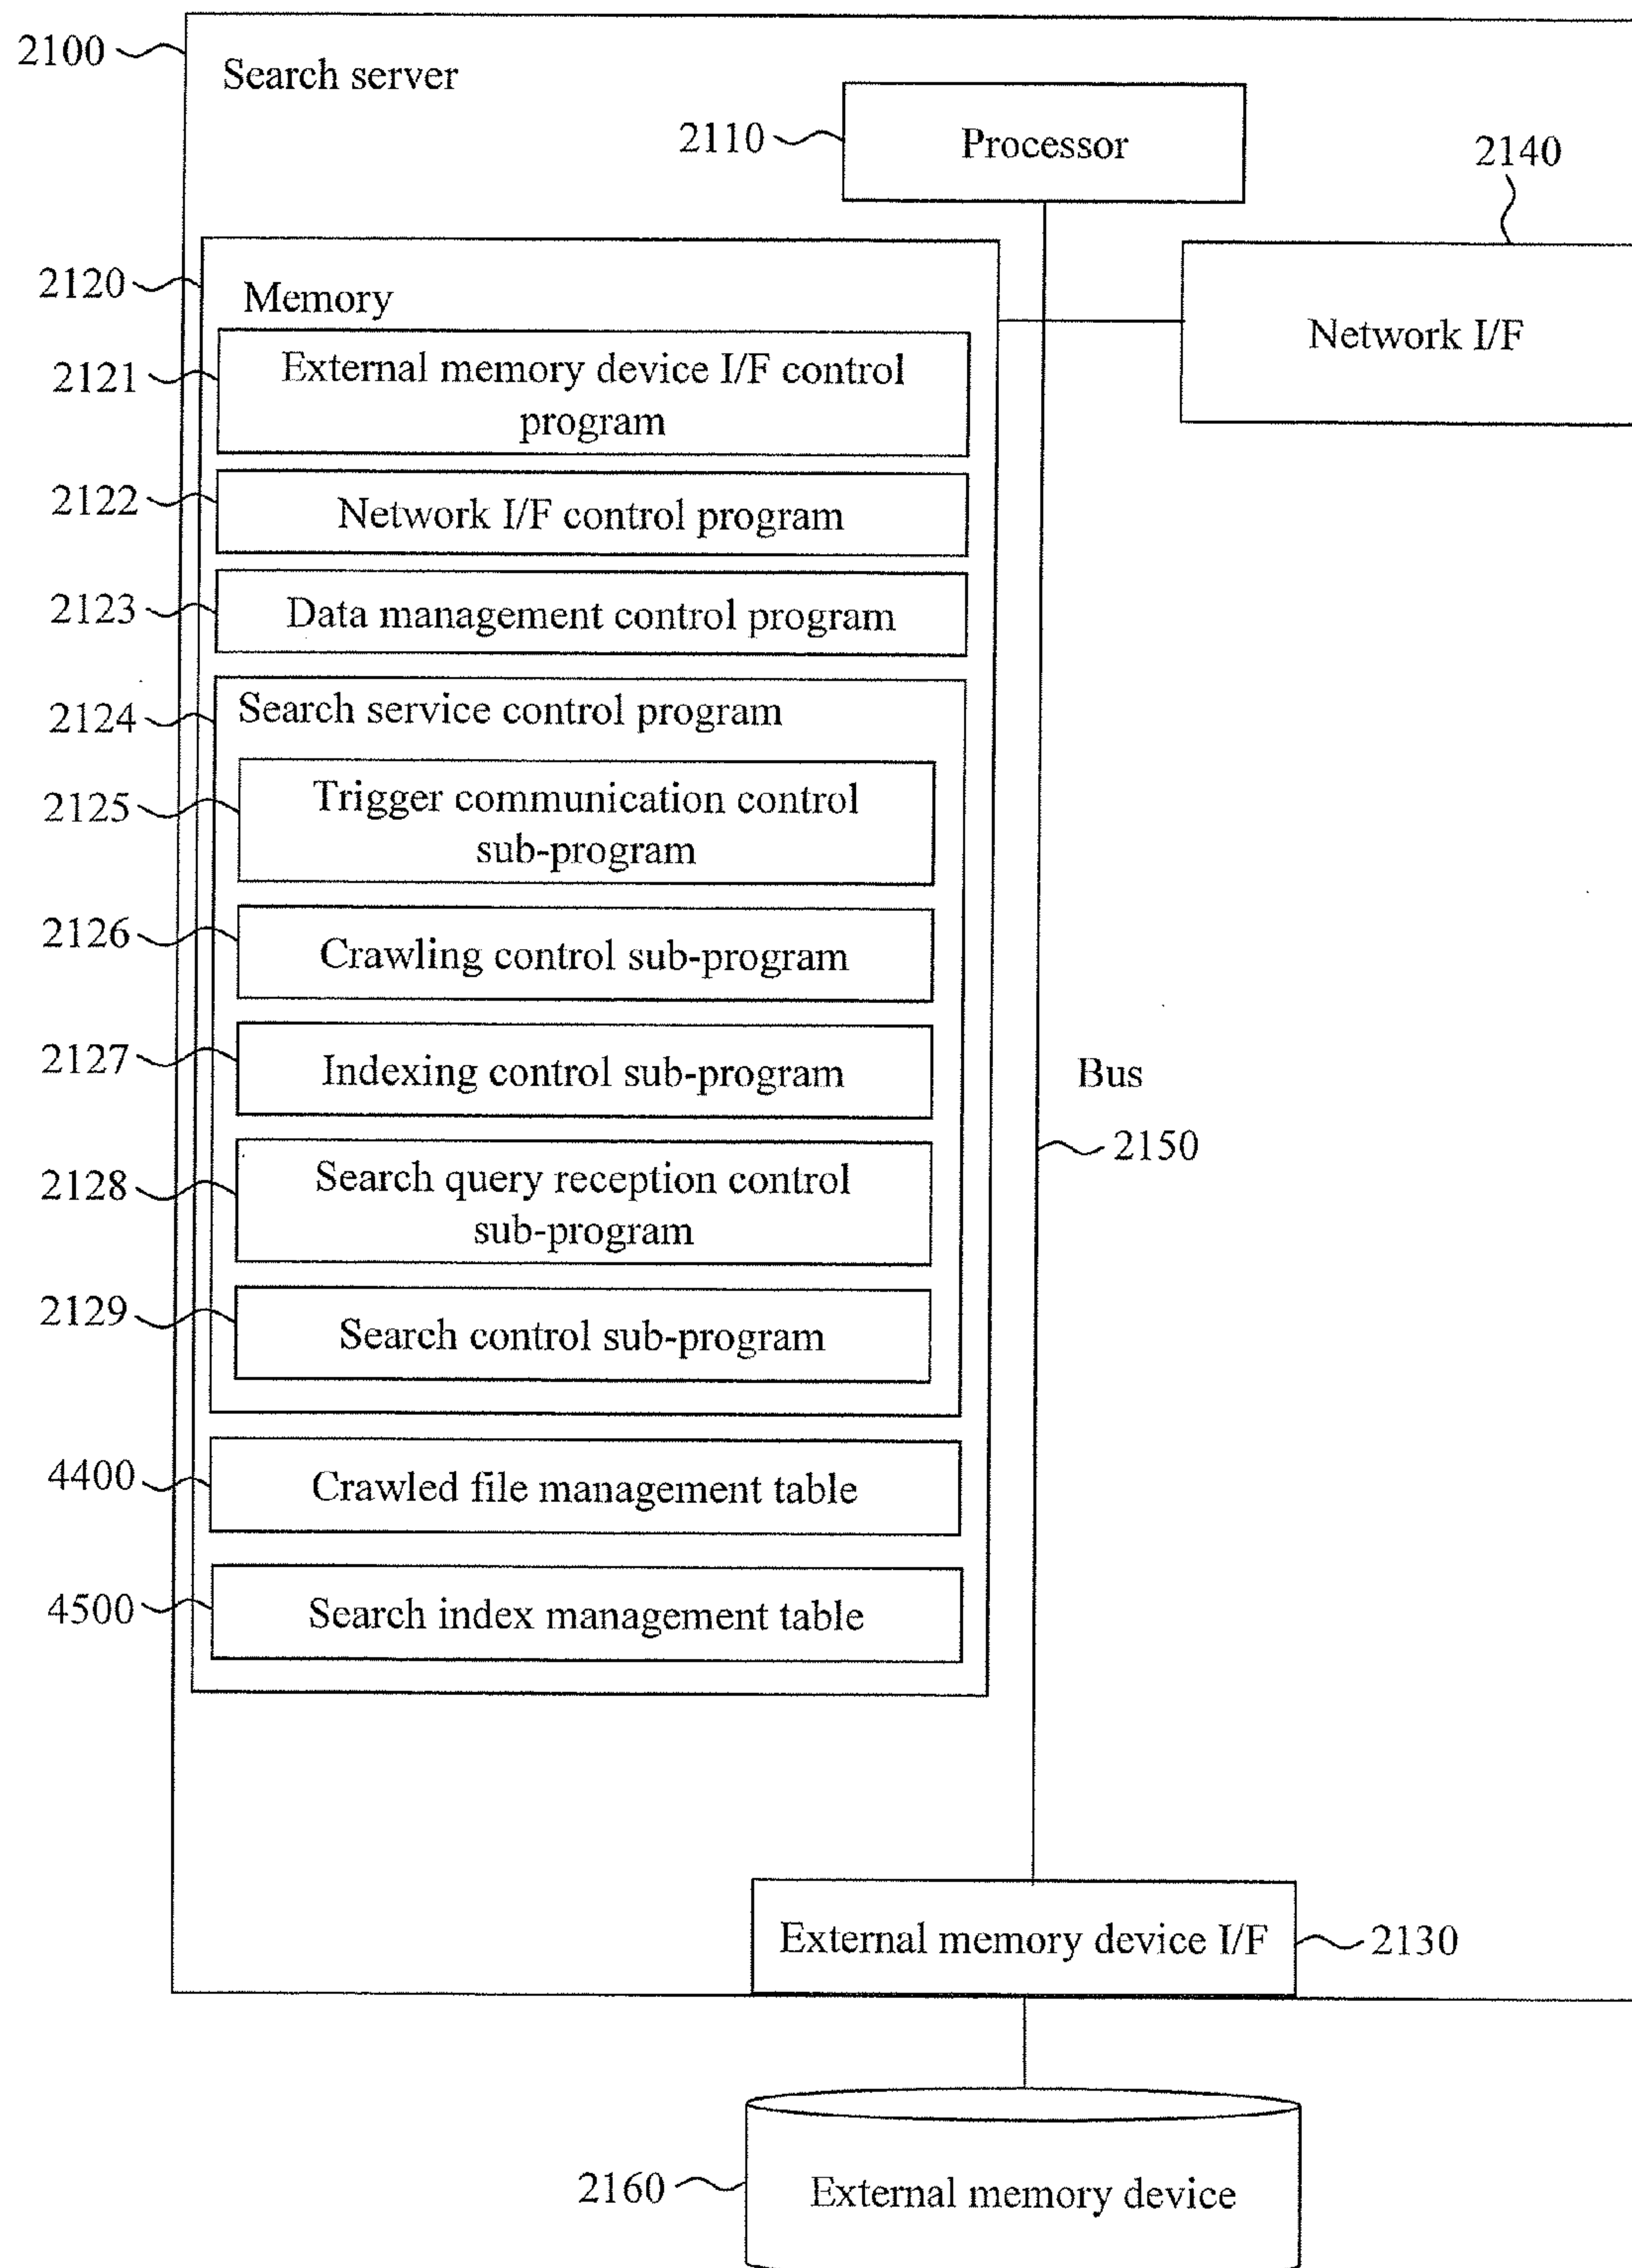 2100
Search server
2110
Processor
2140
2120
Memory
Network I/F
2121
External memory device I/F control
program
2122
Network I/F control program
2123
Data management control program
2124
Search service control program
2125
Trigger communication control
sub-program
2126
Crawling control sub-program
2127
Indexing control sub-program
Bus
2150
2128
Search query reception control
sub-program
2129
Search control sub-program
4400
Crawled file management table
4500
Search index management table
External memory device I/F
2130
2160
External memory device